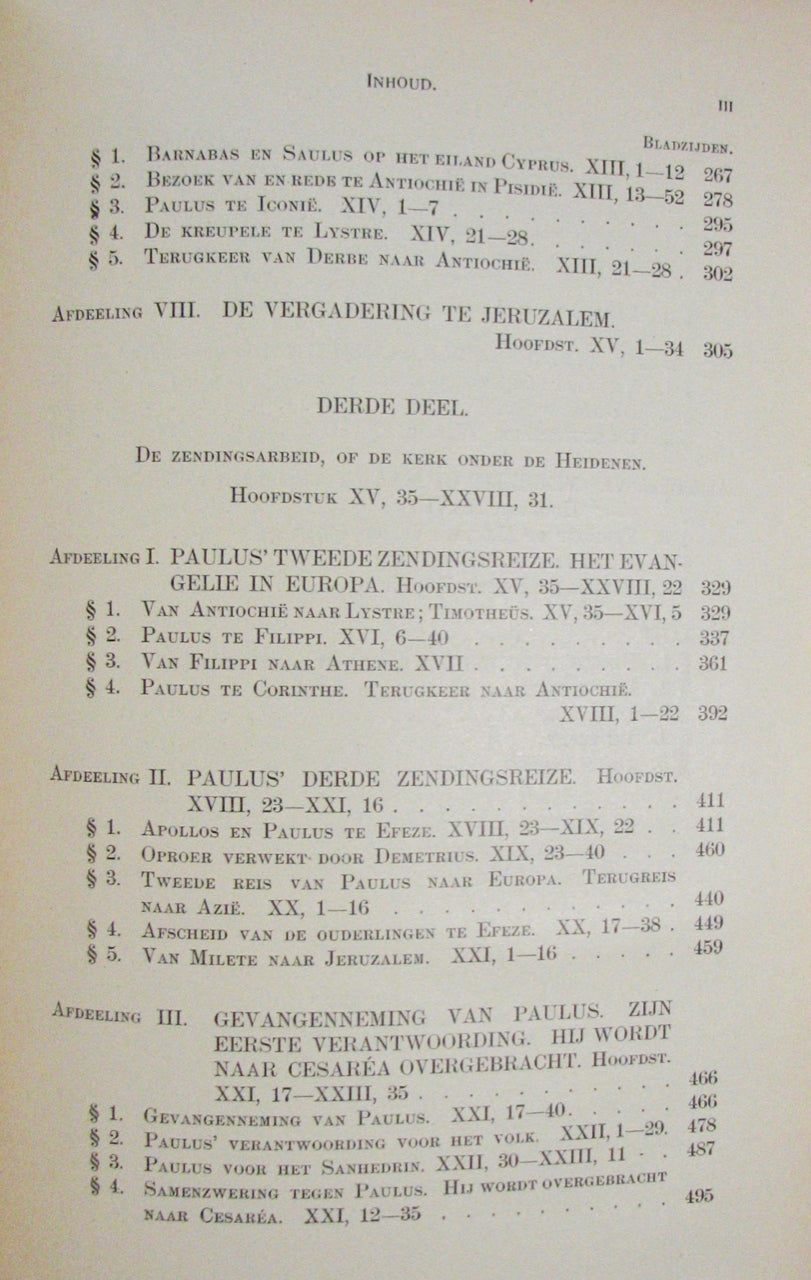 INHOUD.
III
BLADZIJDEN.
§ 1. BARNABAS EN SAULUS OP HET EILAND CYPRUS. XIII, 1—12 267
§ 2. BEZOEK VAN EN REDE TE ANTIOCHIË IN PISIDIË. XIII, 13—52 278
§ 3. PAULUS TE ICONIË. XIV, 1—7 . . . . . . . 295
§ 4. DE KREUPELE TE LYSTRE. XIV, 21—28. . . . . . 297
§ 5. TERUGKEER VAN DERBE NAAR ANTIOCHIË. XIII, 21—28 . 302
AFDEELING VIII. DE VERGADERING TE JERUZALEM.
HOOFDST. XV, 1—34 305
DERDE DEEL.
DE ZENDINGSARBEID, OF DE KERK ONDER DE HEIDENEN.
HOOFDSTUK XV, 35—XXVIII, 31.
AFDEELING I. PAULUS' TWEEDE ZENDINGSREIZE. HET EVAN-
GELIE IN EUROPA. HOOFDST. XV, 35—XXVIII, 22 329
§ 1. VAN ANTIOCHIË NAAR LYSTRE; TIMOTHEÜS. XV, 35—XVI, 5 329
§ 2. PAULUS TE FILIPPI. XVI, 6—40 . . . . . . . . . 337
§ 3. VAN FILIPPI NAAR ATHENE. XVII . . . . . . . . . 361
§ 4. PAULUS TE CORINTHE. TERUGKEER NAAR ANTIOCHIË.
XVIII, 1—22 392
AFDEELING II. PAULUS' DERDE ZENDINGSREIZE. HOOFDST.
XVIII, 23—XXI, 16 . . . . . . . . . . . . 411
§ 1. APOLLOS EN PAULUS TE EFEZE. XVIII, 23—XIX, 22 . . 411
§ 2. OPROER VERWEKT DOOR DEMETRIUS. XIX, 23—40 . . . 460
§ 3. TWEEDE REIS VAN PAULUS NAAR EUROPA. TERUGREIS
NAAR AZIË. XX, 1—16 . . . . . . . . . . . . 440
§ 4. AFSCHEID VAN DE OUDERLINGEN TE EFEZE. XX, 17—38 . 449
§ 5. VAN MILETE NAAR JERUZALEM. XXI, 1—16 . . . . . 459
AFDEELING III. GEVANGENNEMING VAN PAULUS. ZIJN
EERSTE VERANTWOORDING. HIJ WORDT
NAAR CESARÉA OVERGEBRACHT. HOOFDST.
XXI, 17—XXIII, 35 . . . . . . . . . . . 466
§ 1. GEVANGENNEMING VAN PAULUS. XXI, 17—40. . . . . 466
§ 2. PAULUS' VERANTWOORDING VOOR HET VOLK. XXII, 1—29. 478
§ 3. PAULUS VOOR HET SANHEDRIN. XXII, 30—XXIII, 11 . . 487
§ 4. SAMENZWERING TEGEN PAULUS. HIJ WORDT OVERGEBRACHT
NAAR CESARÉA. XXI, 12—35 . . . . . . . . . . 495